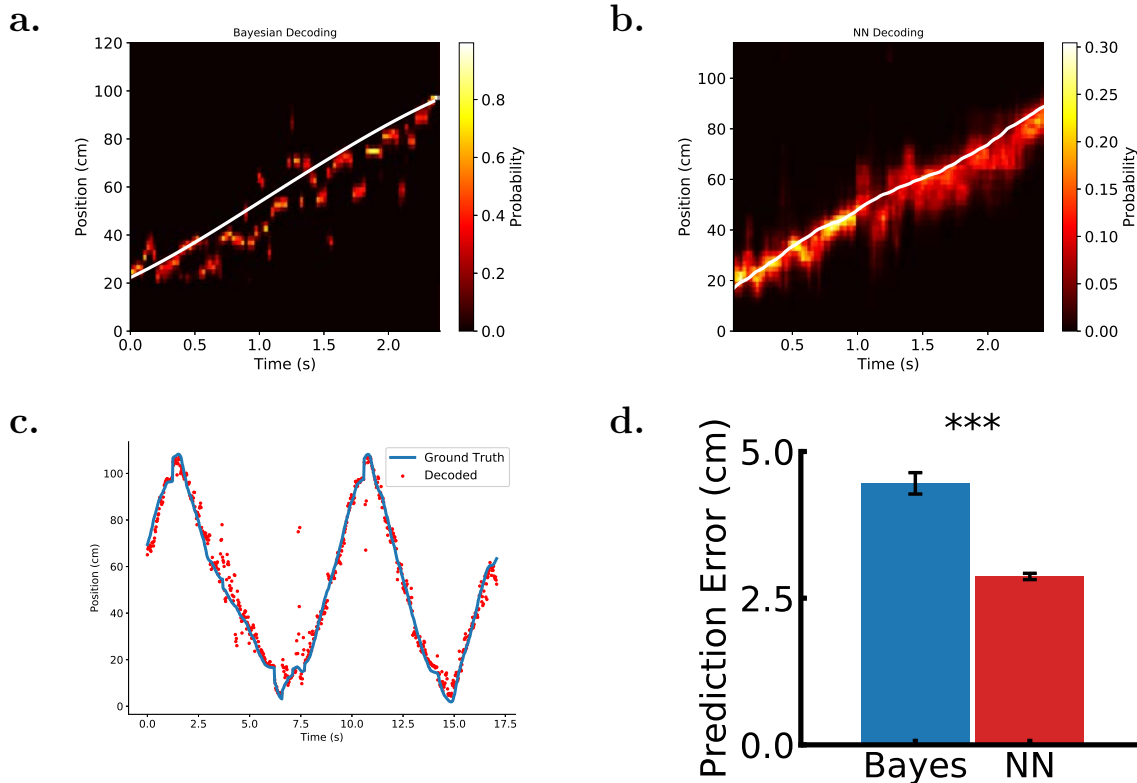 a.
Bayesian Decoding
120
100
80
60
40
20
0
Position (cm)
0.0 0.5 1.0 1.5 2.0
Time (s)
0.8
0.6
0.4
0.2
0.0
Probability
b.
NN Decoding
100
80
60
40
20
0
Position (cm)
0.5 1.0 1.5 2.0
Time (s)
0.30
0.25
0.20
0.15
0.10
0.05
0.00
Probability
c.
Ground Truth
Decoded
100
80
60
40
20
0
Position (cm)
0.0 2.5 5.0 7.5 10.0 12.5 15.0 17.5
Time (s)
d.
***
5.0
2.5
0.0
Prediction Error (cm)
Bayes NN